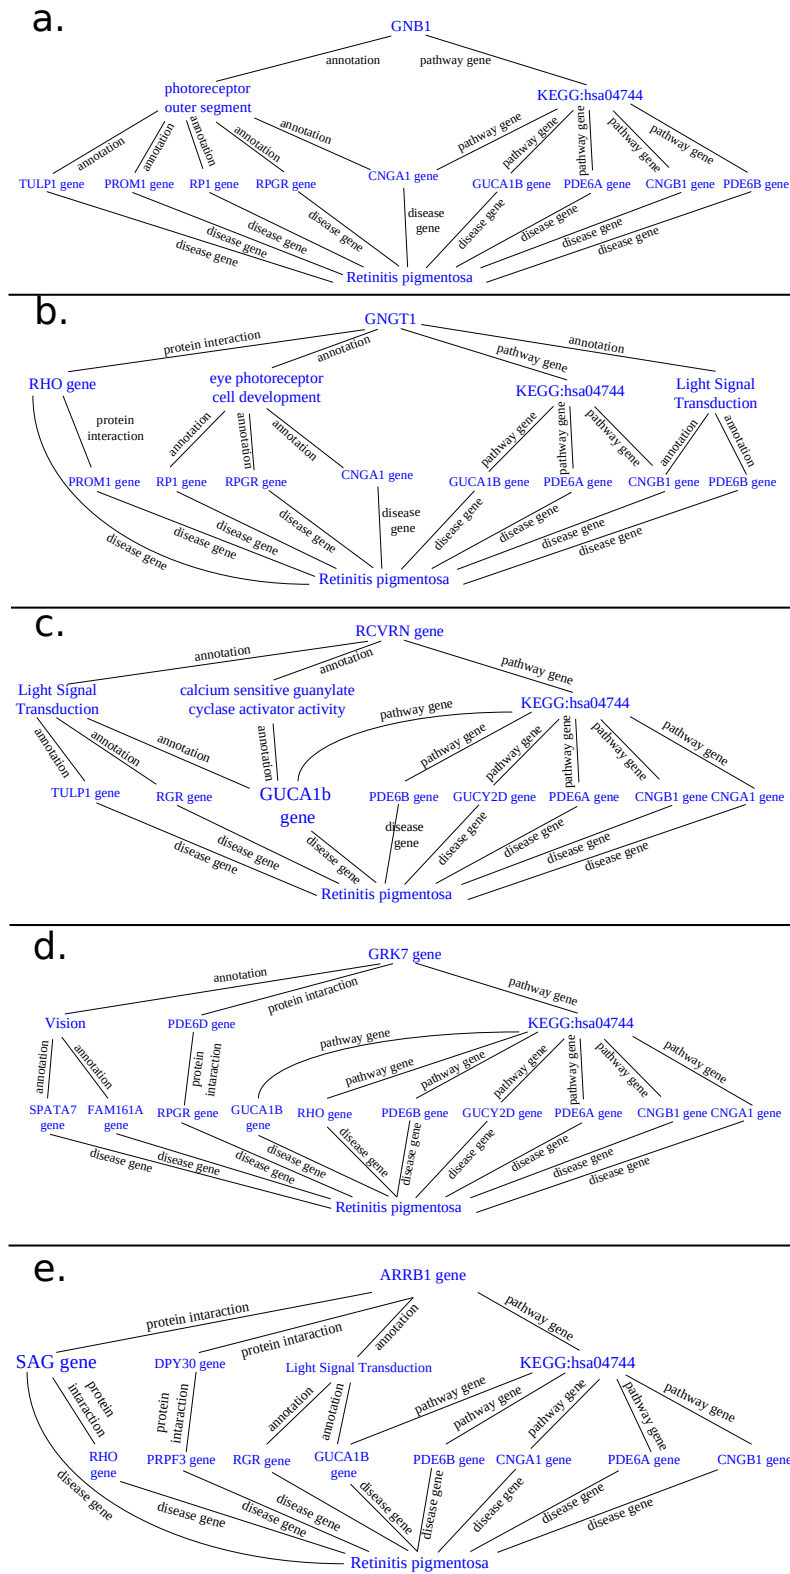 a.
GNB1
annotation
pathway gene
photoreceptor
outer segment
KEGG:hsa04744
annotation
annotation
annotation
annotation
annotation
pathway gene
pathway gene
pathway gene
pathway gene
pathway gene
TULP1 gene
PROM1 gene
RP1 gene
RPGR gene
CNGA1 gene
GUCA1B gene
PDE6A gene
CNGB1 gene
PDE6B gene
disease gene
disease gene
disease gene
disease gene
disease
gene
disease gene
disease gene
disease gene
disease gene
Retinitis pigmentosa
b.
GNGT1
protein interaction
annotation
pathway gene
annotation
RHO gene
eye photoreceptor
cell development
KEGG:hsa04744
Light Signal
Transduction
protein
interaction
annotation
annotation
annotation
pathway gene
pathway gene
pathway gene
annotation
annotation
PROM1 gene
RP1 gene
RPGR gene
CNGA1 gene
GUCA1B gene
PDE6A gene
CNGB1 gene
PDE6B gene
disease gene
disease gene
disease gene
disease gene
disease
gene
disease gene
disease gene
disease gene
disease gene
Retinitis pigmentosa
c.
RCVRN gene
annotation
annotation
pathway gene
Light Signal
Transduction
calcium sensitive guanylate
cyclase activator activity
KEGG:hsa04744
annotation
annotation
annotation
annotation
pathway gene
pathway gene
pathway gene
pathway gene
pathway gene
pathway gene
TULP1 gene
RGR gene
GUCA1b
gene
PDE6B gene
GUCY2D gene
PDE6A gene
CNGB1 gene
CNGA1 gene
disease gene
disease gene
disease gene
disease
gene
disease gene
disease gene
disease gene
disease gene
Retinitis pigmentosa
d.
GRK7 gene
annotation
protein intaraction
pathway gene
Vision
PDE6D gene
KEGG:hsa04744
annotation
annotation
protein
interaction
pathway gene
pathway gene
pathway gene
pathway gene
pathway gene
pathway gene
pathway gene
SPATA7
gene
FAM161A
gene
RPGR gene
GUCA1B
gene
RHO gene
PDE6B gene
GUCY2D gene
PDE6A gene
CNGB1 gene
CNGA1 gene
disease gene
disease gene
disease gene
disease gene
disease gene
disease gene
disease gene
disease gene
disease gene
disease gene
Retinitis pigmentosa
e.
ARRB1 gene
protein intaraction
protein intaraction
annotation
pathway gene
SAG gene
DPY30 gene
Light Signal Transduction
KEGG:hsa04744
protein
interaction
protein
interaction
annotation
annotation
pathway gene
pathway gene
pathway gene
pathway gene
pathway gene
RHO
gene
PRPF3 gene
RGR gene
GUCA1B
gene
PDE6B gene
CNGA1 gene
PDE6A gene
CNGB1 gene
disease gene
disease gene
disease gene
disease gene
disease gene
disease gene
disease gene
disease gene
disease gene
Retinitis pigmentosa